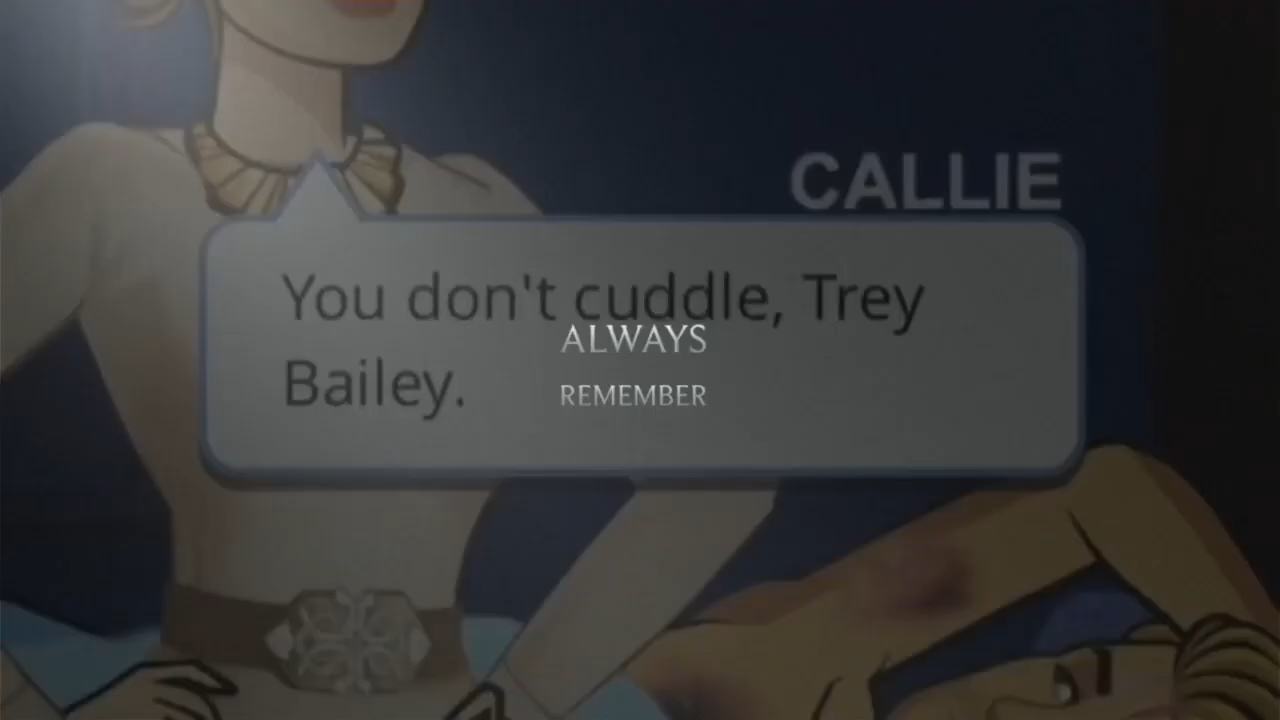 CALLIE
You don't cuddle, Trey
Bailey.
ALWAYS
REMEMBER